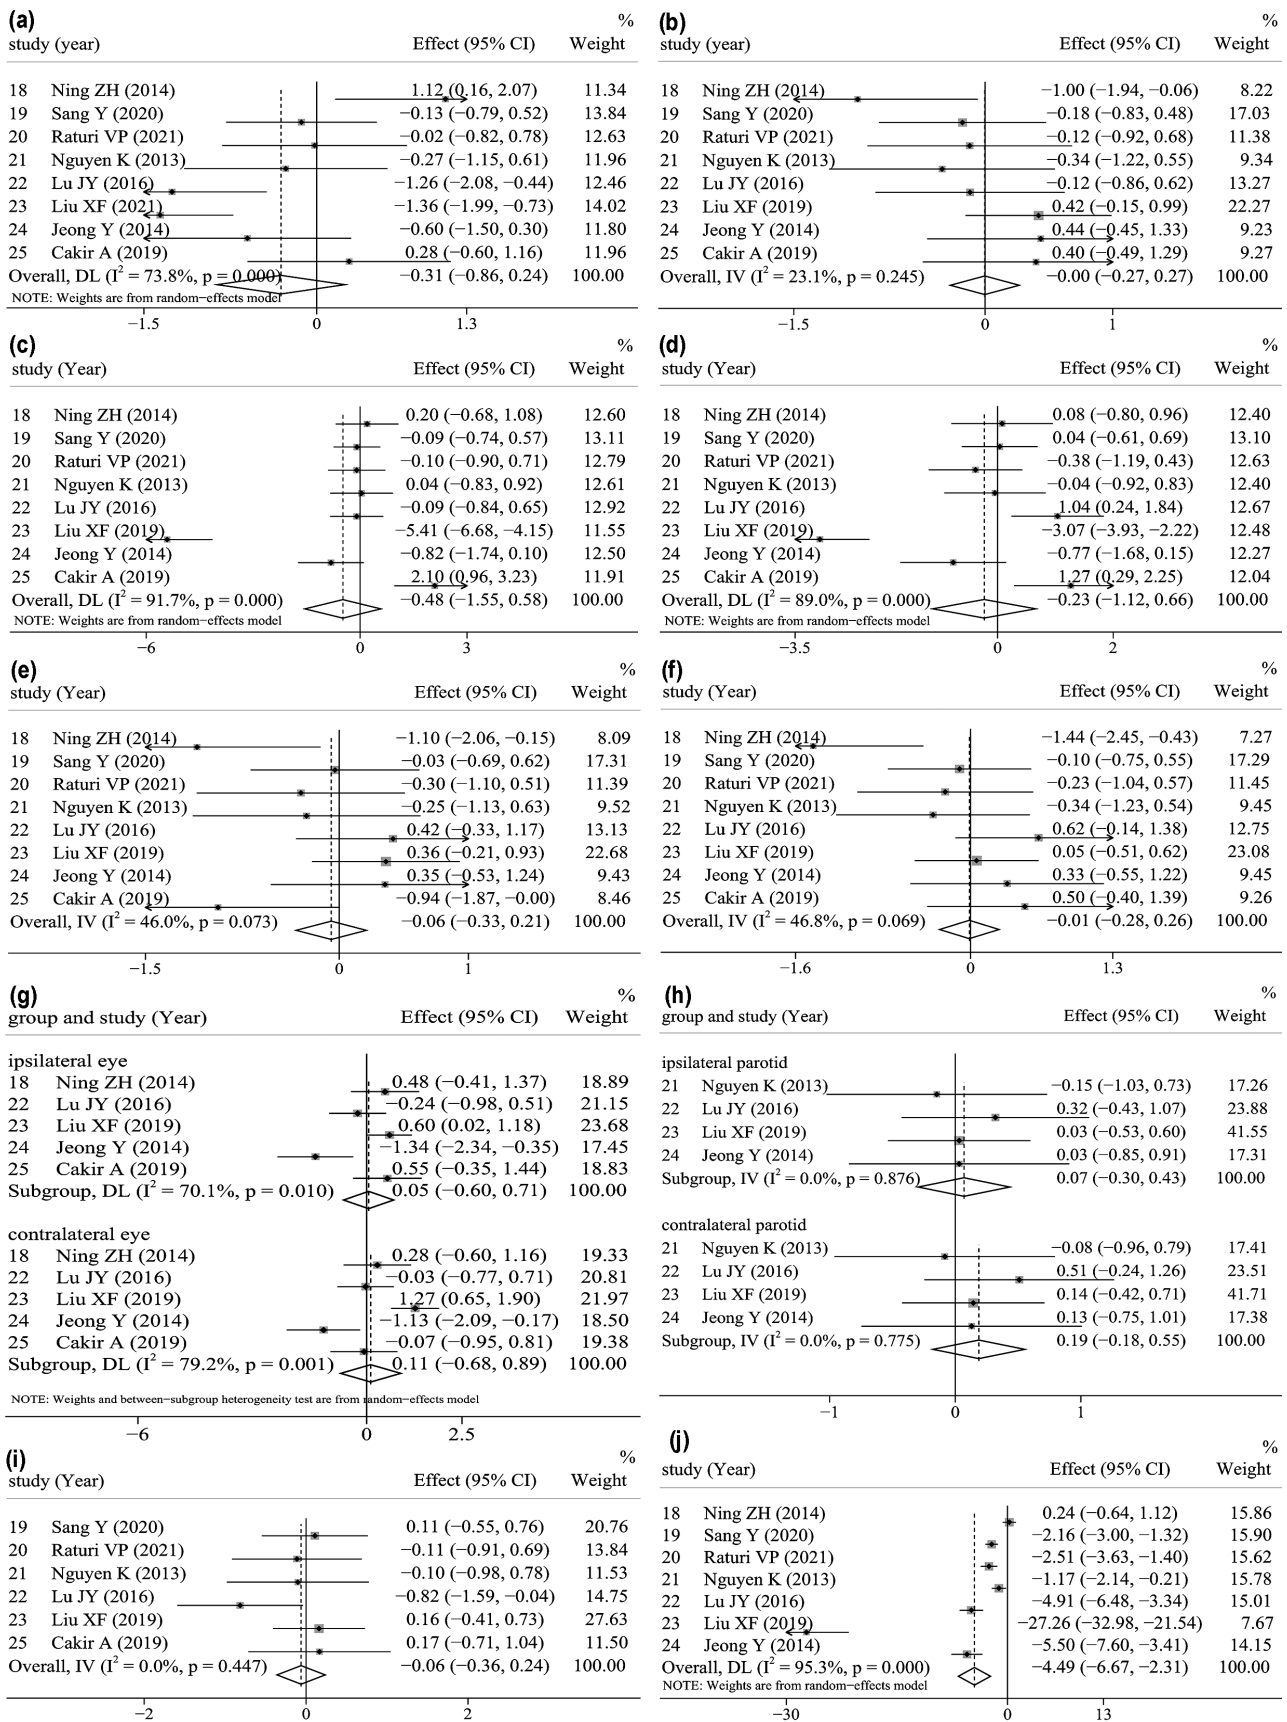 (a)
%
study (year) Effect (95% CI) Weight
18 Ning ZH (2014) 1.12 (0.16, 2.07) 11.34
19 Sang Y (2020) −0.13 (−0.79, 0.52) 13.84
20 Raturi VP (2021) −0.02 (−0.82, 0.78) 12.63
21 Nguyen K (2013) −0.27 (−1.15, 0.61) 11.96
22 Lu JY (2016) −1.26 (−2.08, −0.44) 12.46
23 Liu XF (2021) −1.36 (−1.99, −0.73) 14.02
24 Jeong Y (2014) −0.60 (−1.50, 0.30) 11.80
25 Cakir A (2019) 0.28 (−0.60, 1.16) 11.96
Overall, DL (I² = 73.8%, p = 0.000) −0.31 (−0.86, 0.24) 100.00
NOTE: Weights are from random−effects model
−1.5 0 1.3
(b)
%
study (year) Effect (95% CI) Weight
18 Ning ZH (2014) −1.00 (−1.94, −0.06) 8.22
19 Sang Y (2020) −0.18 (−0.83, 0.48) 17.03
20 Raturi VP (2021) −0.12 (−0.92, 0.68) 11.38
21 Nguyen K (2013) −0.34 (−1.22, 0.55) 9.34
22 Lu JY (2016) −0.12 (−0.86, 0.62) 13.27
23 Liu XF (2019) 0.42 (−0.15, 0.99) 22.27
24 Jeong Y (2014) 0.44 (−0.45, 1.33) 9.23
25 Cakir A (2019) 0.40 (−0.49, 1.29) 9.27
Overall, IV (I² = 23.1%, p = 0.245) −0.00 (−0.27, 0.27) 100.00
−1.5 0 1
(c)
%
study (Year) Effect (95% CI) Weight
18 Ning ZH (2014) 0.20 (−0.68, 1.08) 12.60
19 Sang Y (2020) −0.09 (−0.74, 0.57) 13.11
20 Raturi VP (2021) −0.10 (−0.90, 0.71) 12.79
21 Nguyen K (2013) 0.04 (−0.83, 0.92) 12.61
22 Lu JY (2016) −0.09 (−0.84, 0.65) 12.92
23 Liu XF (2019) −5.41 (−6.68, −4.15) 11.55
24 Jeong Y (2014) −0.82 (−1.74, 0.10) 12.50
25 Cakir A (2019) 2.10 (0.96, 3.23) 11.91
Overall, DL (I² = 91.7%, p = 0.000) −0.48 (−1.55, 0.58) 100.00
NOTE: Weights are from random−effects model
−6 0 3
(d)
%
study (Year) Effect (95% CI) Weight
18 Ning ZH (2014) 0.08 (−0.80, 0.96) 12.40
19 Sang Y (2020) 0.04 (−0.61, 0.69) 13.10
20 Raturi VP (2021) −0.38 (−1.19, 0.43) 12.63
21 Nguyen K (2013) −0.04 (−0.92, 0.83) 12.40
22 Lu JY (2016) 1.04 (0.24, 1.84) 12.67
23 Liu XF (2019) −3.07 (−3.93, −2.22) 12.48
24 Jeong Y (2014) −0.77 (−1.68, 0.15) 12.27
25 Cakir A (2019) 1.27 (0.29, 2.25) 12.04
Overall, DL (I² = 89.0%, p = 0.000) −0.23 (−1.12, 0.66) 100.00
NOTE: Weights are from random−effects model
−3.5 0 2
(e)
%
study (Year) Effect (95% CI) Weight
18 Ning ZH (2014) −1.10 (−2.06, −0.15) 8.09
19 Sang Y (2020) −0.03 (−0.69, 0.62) 17.31
20 Raturi VP (2021) −0.30 (−1.10, 0.51) 11.39
21 Nguyen K (2013) −0.25 (−1.13, 0.63) 9.52
22 Lu JY (2016) 0.42 (−0.33, 1.17) 13.13
23 Liu XF (2019) 0.36 (−0.21, 0.93) 22.68
24 Jeong Y (2014) 0.35 (−0.53, 1.24) 9.43
25 Cakir A (2019) −0.94 (−1.87, −0.00) 8.46
Overall, IV (I² = 46.0%, p = 0.073) −0.06 (−0.33, 0.21) 100.00
−1.5 0 1
(f)
%
study (Year) Effect (95% CI) Weight
18 Ning ZH (2014) −1.44 (−2.45, −0.43) 7.27
19 Sang Y (2020) −0.10 (−0.75, 0.55) 17.29
20 Raturi VP (2021) −0.23 (−1.04, 0.57) 11.45
21 Nguyen K (2013) −0.34 (−1.23, 0.54) 9.45
22 Lu JY (2016) 0.62 (−0.14, 1.38) 12.75
23 Liu XF (2019) 0.05 (−0.51, 0.62) 23.08
24 Jeong Y (2014) 0.33 (−0.55, 1.22) 9.45
25 Cakir A (2019) 0.50 (−0.40, 1.39) 9.26
Overall, IV (I² = 46.8%, p = 0.069) −0.01 (−0.28, 0.26) 100.00
−1.6 0 1.3
(g)
%
group and study (Year) Effect (95% CI) Weight
ipsilateral eye
18 Ning ZH (2014) 0.48 (−0.41, 1.37) 18.89
22 Lu JY (2016) −0.24 (−0.98, 0.51) 21.15
23 Liu XF (2019) 0.60 (0.02, 1.18) 23.68
24 Jeong Y (2014) −1.34 (−2.34, −0.35) 17.45
25 Cakir A (2019) 0.55 (−0.35, 1.44) 18.83
Subgroup, DL (I² = 70.1%, p = 0.010) 0.05 (−0.60, 0.71) 100.00
contralateral eye
18 Ning ZH (2014) 0.28 (−0.60, 1.16) 19.33
22 Lu JY (2016) −0.03 (−0.77, 0.71) 20.81
23 Liu XF (2019) 1.27 (0.65, 1.90) 21.97
24 Jeong Y (2014) −1.13 (−2.09, −0.17) 18.50
25 Cakir A (2019) −0.07 (−0.95, 0.81) 19.38
Subgroup, DL (I² = 79.2%, p = 0.001) 0.11 (−0.68, 0.89) 100.00
NOTE: Weights and between−subgroup heterogeneity test are from random−effects model
−6 0 2.5
(h)
%
group and study (Year) Effect (95% CI) Weight
ipsilateral parotid
21 Nguyen K (2013) −0.15 (−1.03, 0.73) 17.26
22 Lu JY (2016) 0.32 (−0.43, 1.07) 23.88
23 Liu XF (2019) 0.03 (−0.53, 0.60) 41.55
24 Jeong Y (2014) 0.03 (−0.85, 0.91) 17.31
Subgroup, IV (I² = 0.0%, p = 0.876) 0.07 (−0.30, 0.43) 100.00
contralateral parotid
21 Nguyen K (2013) −0.08 (−0.96, 0.79) 17.41
22 Lu JY (2016) 0.51 (−0.24, 1.26) 23.51
23 Liu XF (2019) 0.14 (−0.42, 0.71) 41.71
24 Jeong Y (2014) 0.13 (−0.75, 1.01) 17.38
Subgroup, IV (I² = 0.0%, p = 0.775) 0.19 (−0.18, 0.55) 100.00
−1 0 1
(i)
%
study (Year) Effect (95% CI) Weight
19 Sang Y (2020) 0.11 (−0.55, 0.76) 20.76
20 Raturi VP (2021) −0.11 (−0.91, 0.69) 13.84
21 Nguyen K (2013) −0.10 (−0.98, 0.78) 11.53
22 Lu JY (2016) −0.82 (−1.59, −0.04) 14.75
23 Liu XF (2019) 0.16 (−0.41, 0.73) 27.63
25 Cakir A (2019) 0.17 (−0.71, 1.04) 11.50
Overall, IV (I² = 0.0%, p = 0.447) −0.06 (−0.36, 0.24) 100.00
−2 0 2
(j)
%
study (Year) Effect (95% CI) Weight
18 Ning ZH (2014) 0.24 (−0.64, 1.12) 15.86
19 Sang Y (2020) −2.16 (−3.00, −1.32) 15.90
20 Raturi VP (2021) −2.51 (−3.63, −1.40) 15.62
21 Nguyen K (2013) −1.17 (−2.14, −0.21) 15.78
22 Lu JY (2016) −4.91 (−6.48, −3.34) 15.01
23 Liu XF (2019) −27.26 (−32.98, −21.54) 7.67
24 Jeong Y (2014) −5.50 (−7.60, −3.41) 14.15
Overall, DL (I² = 95.3%, p = 0.000) −4.49 (−6.67, −2.31) 100.00
NOTE: Weights are from random−effects model
−30 0 13